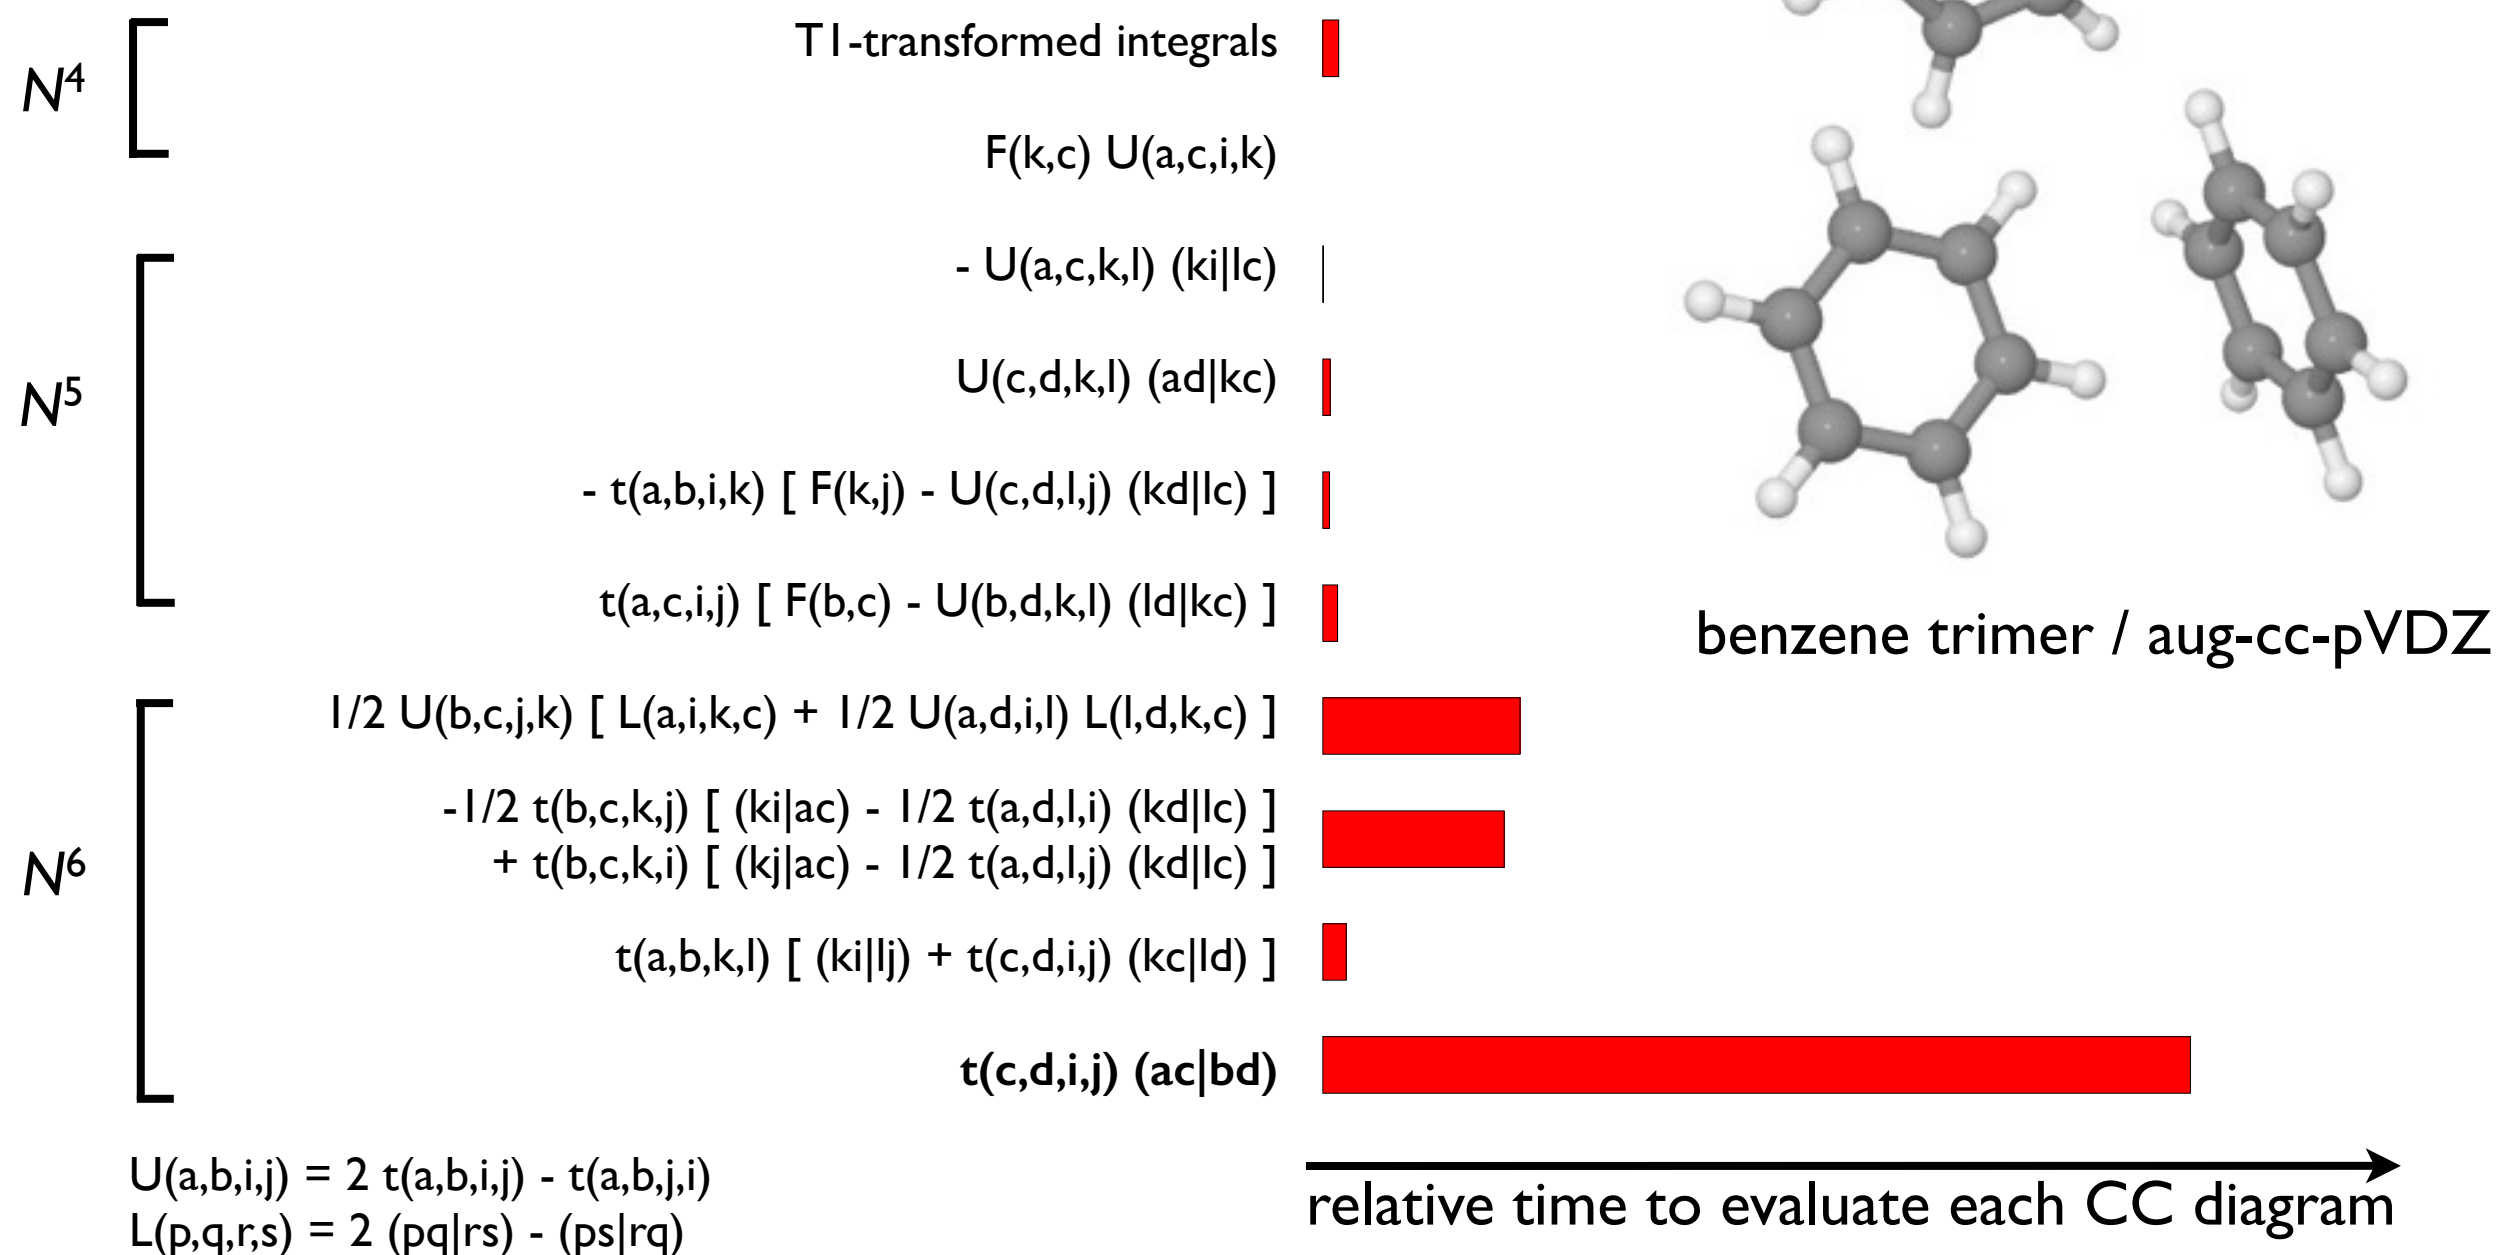 N⁴
T1-transformed integrals
F(k,c) U(a,c,i,k)
N⁵
- U(a,c,k,l) (ki|lc)
U(c,d,k,l) (ad|kc)
- t(a,b,i,k) [ F(k,j) - U(c,d,l,j) (kd|lc) ]
t(a,c,i,j) [ F(b,c) - U(b,d,k,l) (ld|kc) ]
benzene trimer / aug-cc-pVDZ
N⁶
1/2 U(b,c,j,k) [ L(a,i,k,c) + 1/2 U(a,d,i,l) L(l,d,k,c) ]
-1/2 t(b,c,k,j) [ (ki|ac) - 1/2 t(a,d,l,i) (kd|lc) ]
+ t(b,c,k,i) [ (kj|ac) - 1/2 t(a,d,l,j) (kd|lc) ]
t(a,b,k,l) [ (ki|lj) + t(c,d,i,j) (kc|ld) ]
t(c,d,i,j) (ac|bd)
U(a,b,i,j) = 2 t(a,b,i,j) - t(a,b,j,i)
L(p,q,r,s) = 2 (pq|rs) - (ps|rq)
relative time to evaluate each CC diagram